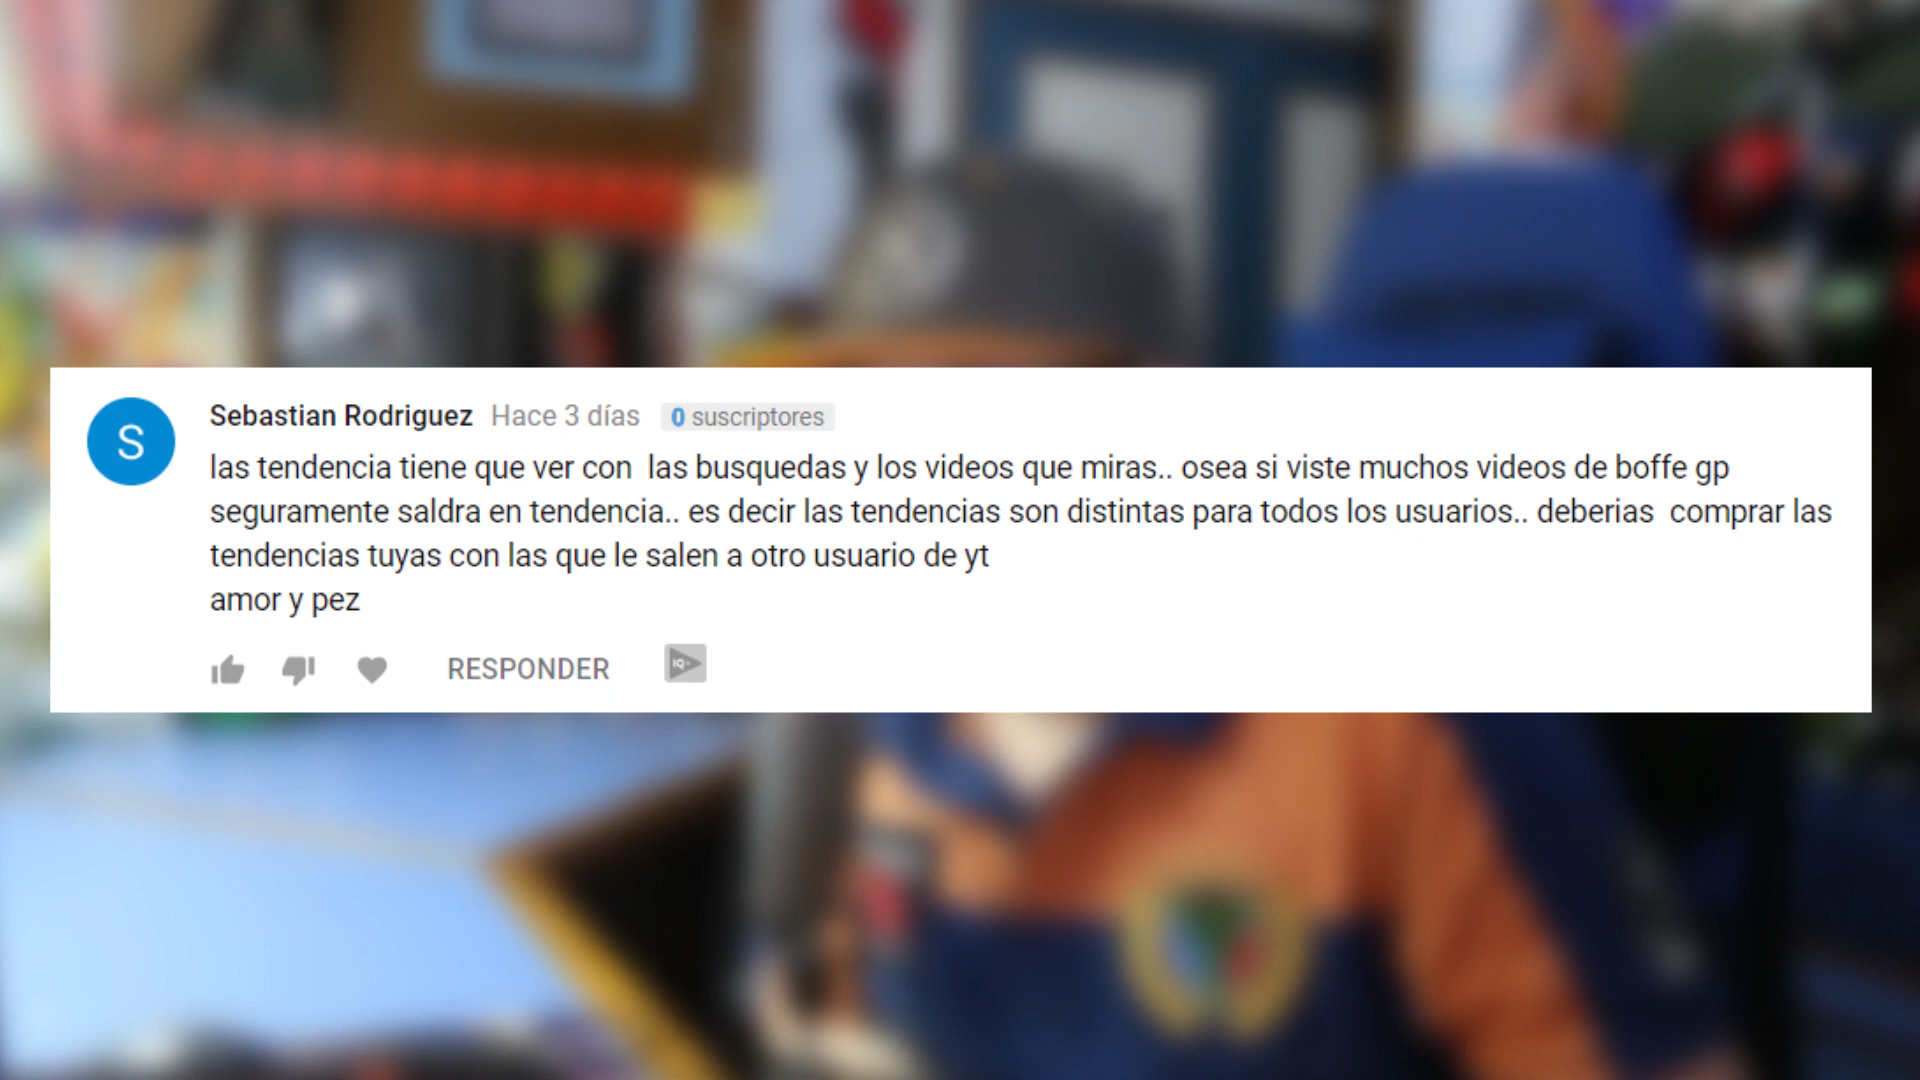 S
Sebastian Rodriguez Hace 3 días 0 suscriptores
las tendencia tiene que ver con  las busquedas y los videos que miras.. osea si viste muchos videos de boffe gp
seguramente saldra en tendencia.. es decir las tendencias son distintas para todos los usuarios.. deberias  comprar las
tendencias tuyas con las que le salen a otro usuario de yt
amor y pez
RESPONDER IQ